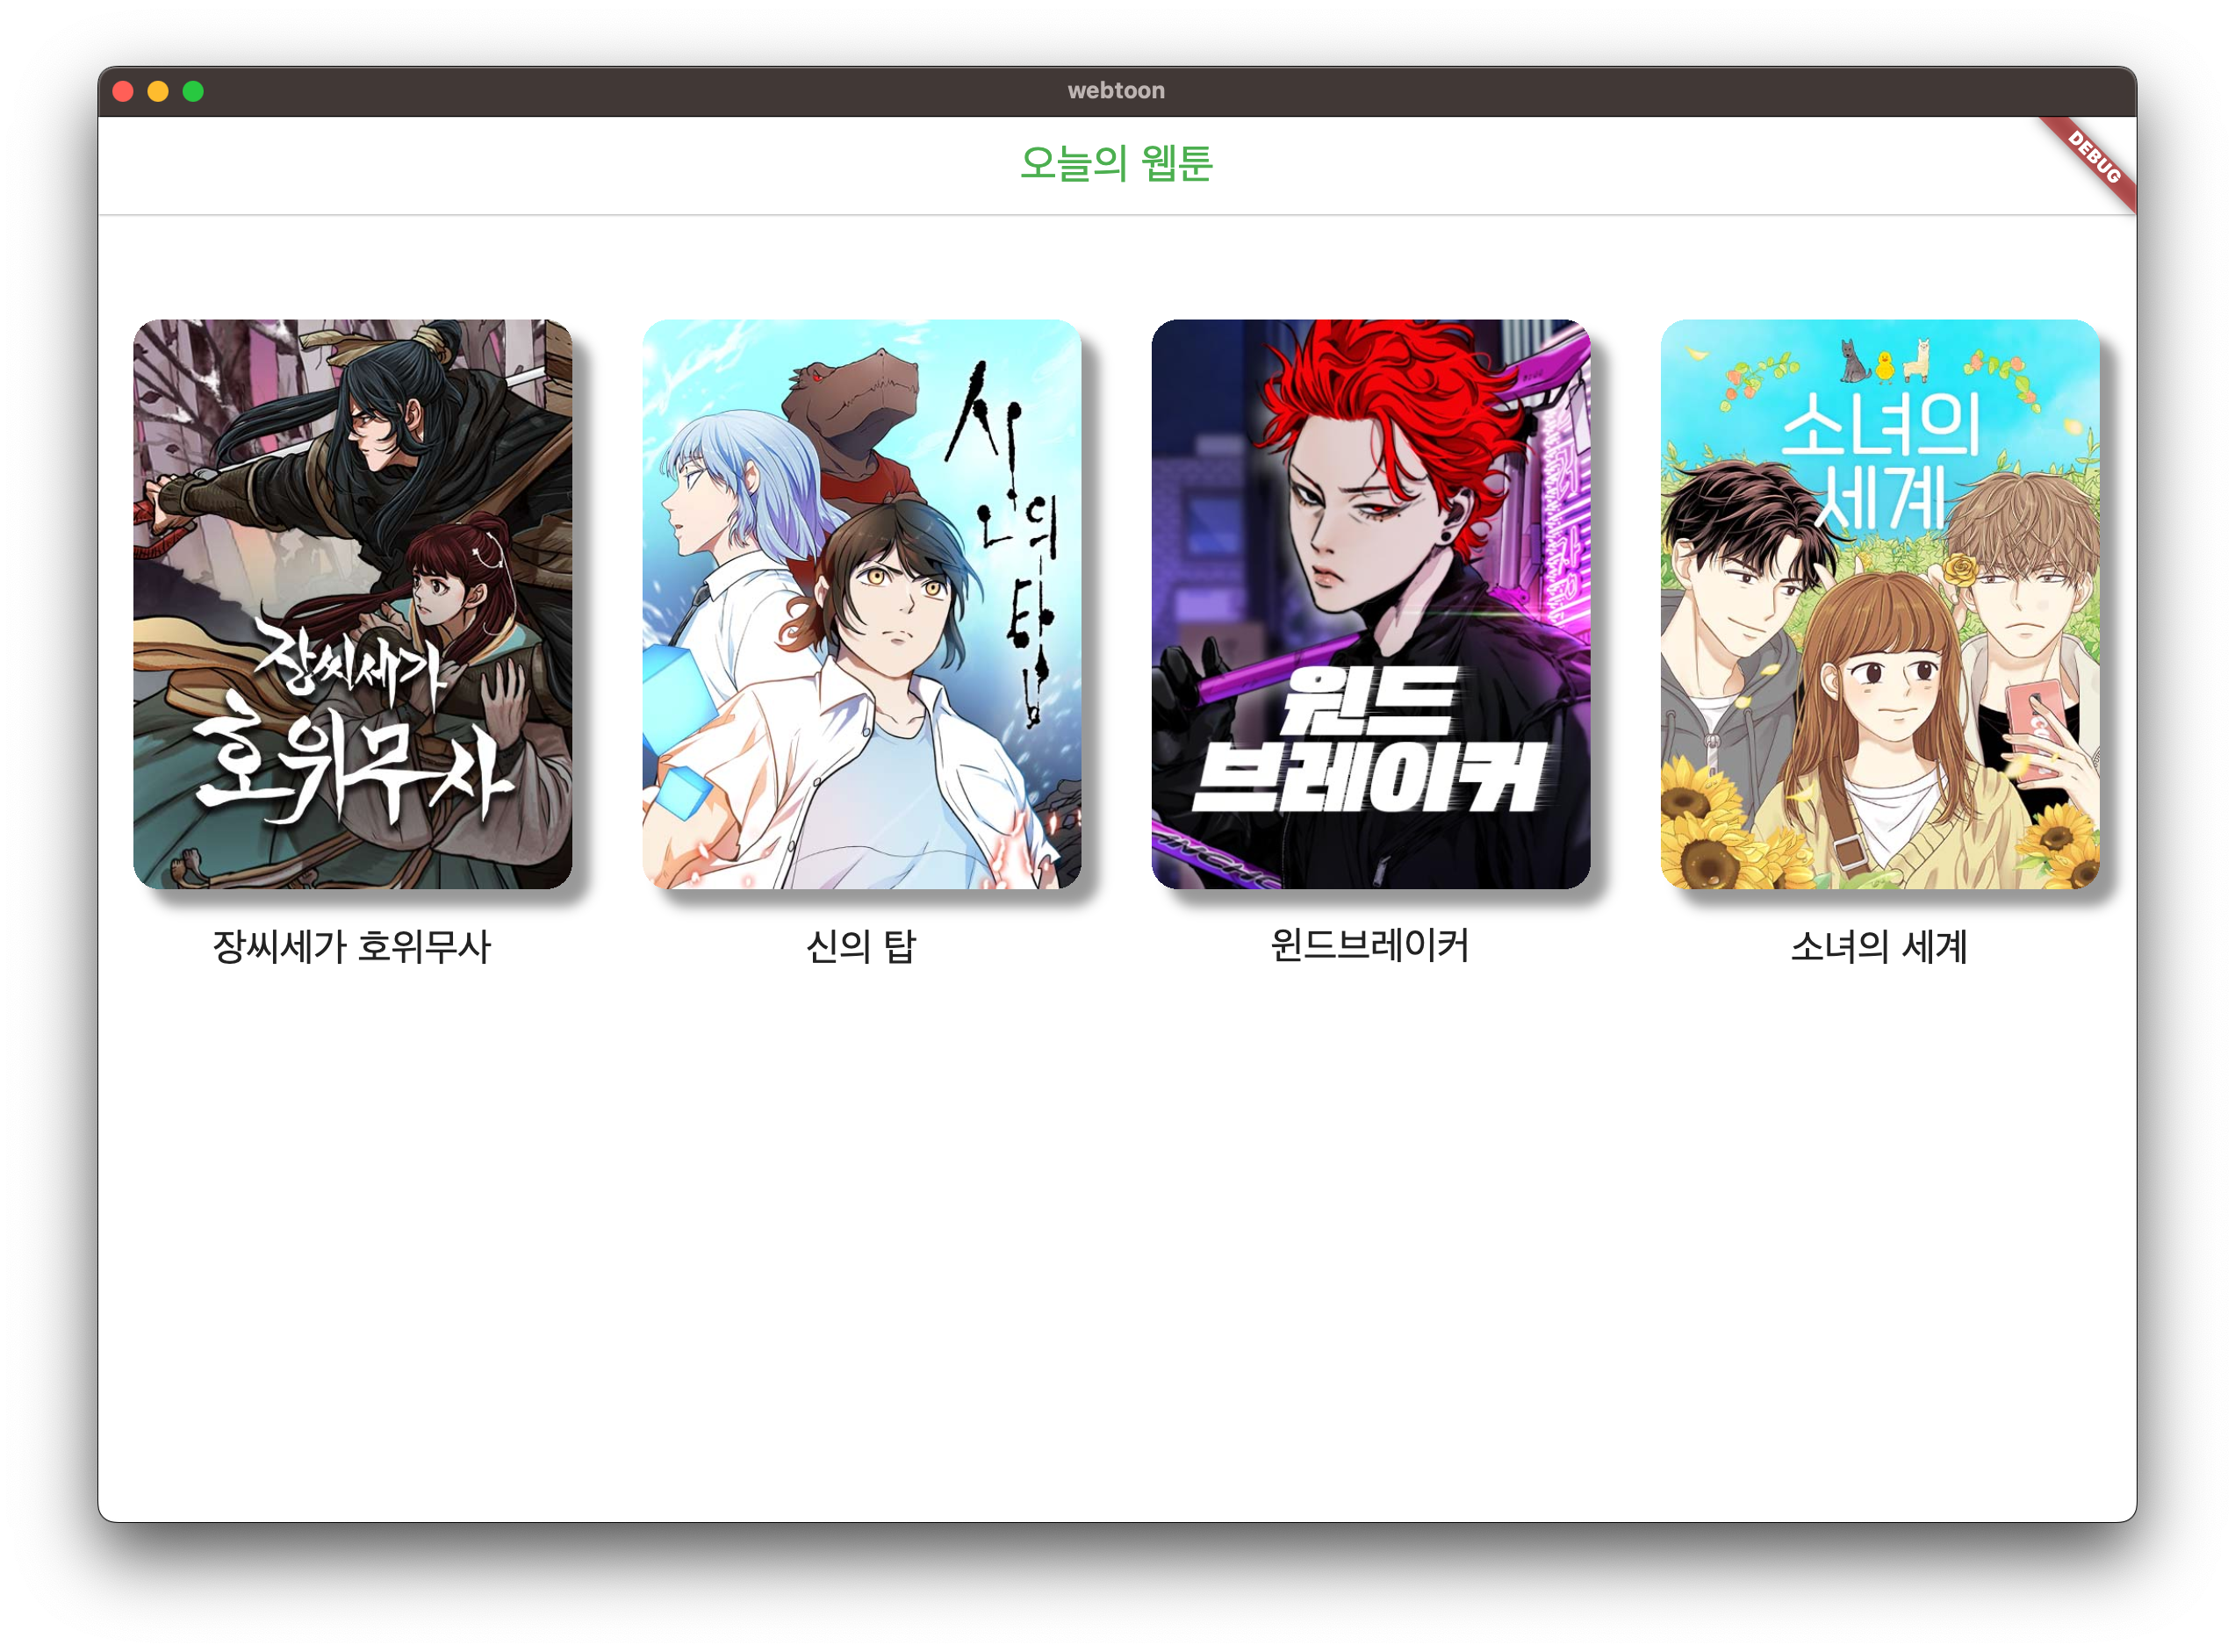 webtoon
오늘의 웹툰
DEBUG
장씨세가
호위무사
신의 탑
윈드
브레이커
소녀의
세계
장씨세가 호위무사
신의 탑
윈드브레이커
소녀의 세계